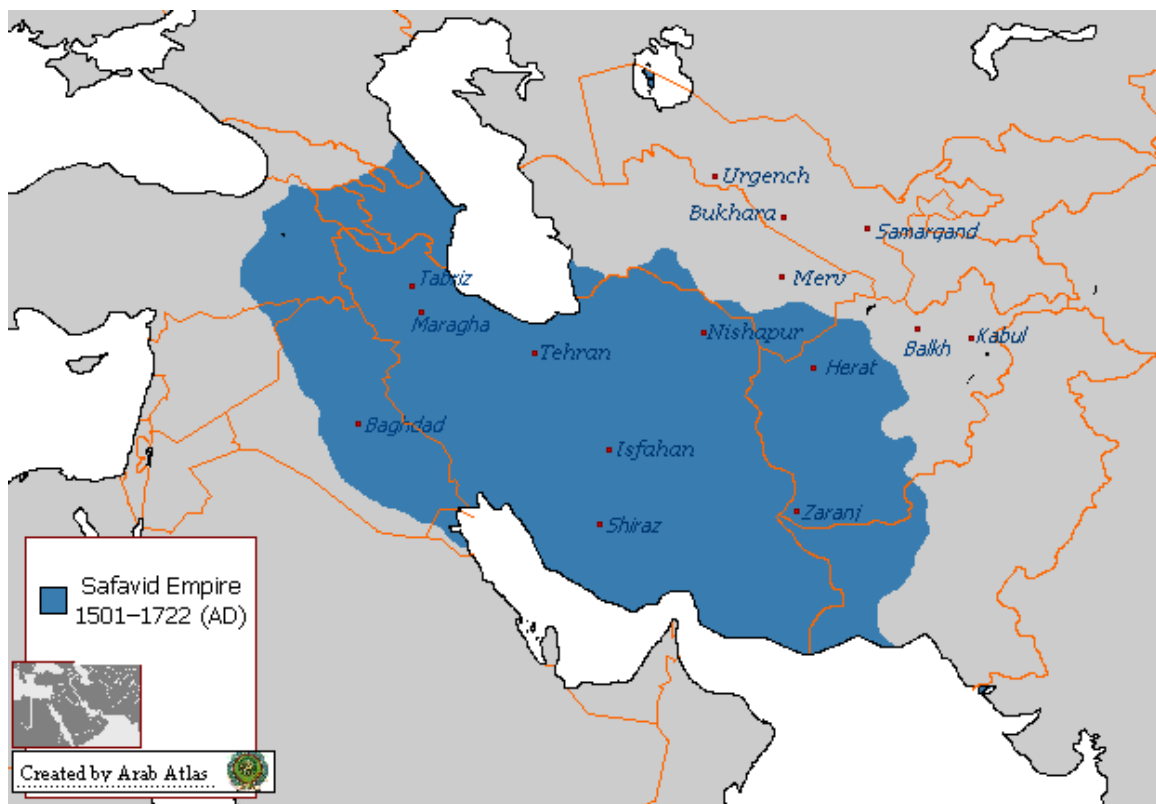 Urgench
Bukhara
Samarqand
Merv
Tabriz
Maragha
Nishapur
Balkh
Kabul
Tehran
Herat
Baghdad
Isfahan
Zaranj
Shiraz
Safavid Empire
1501–1722 (AD)
Created by Arab Atlas